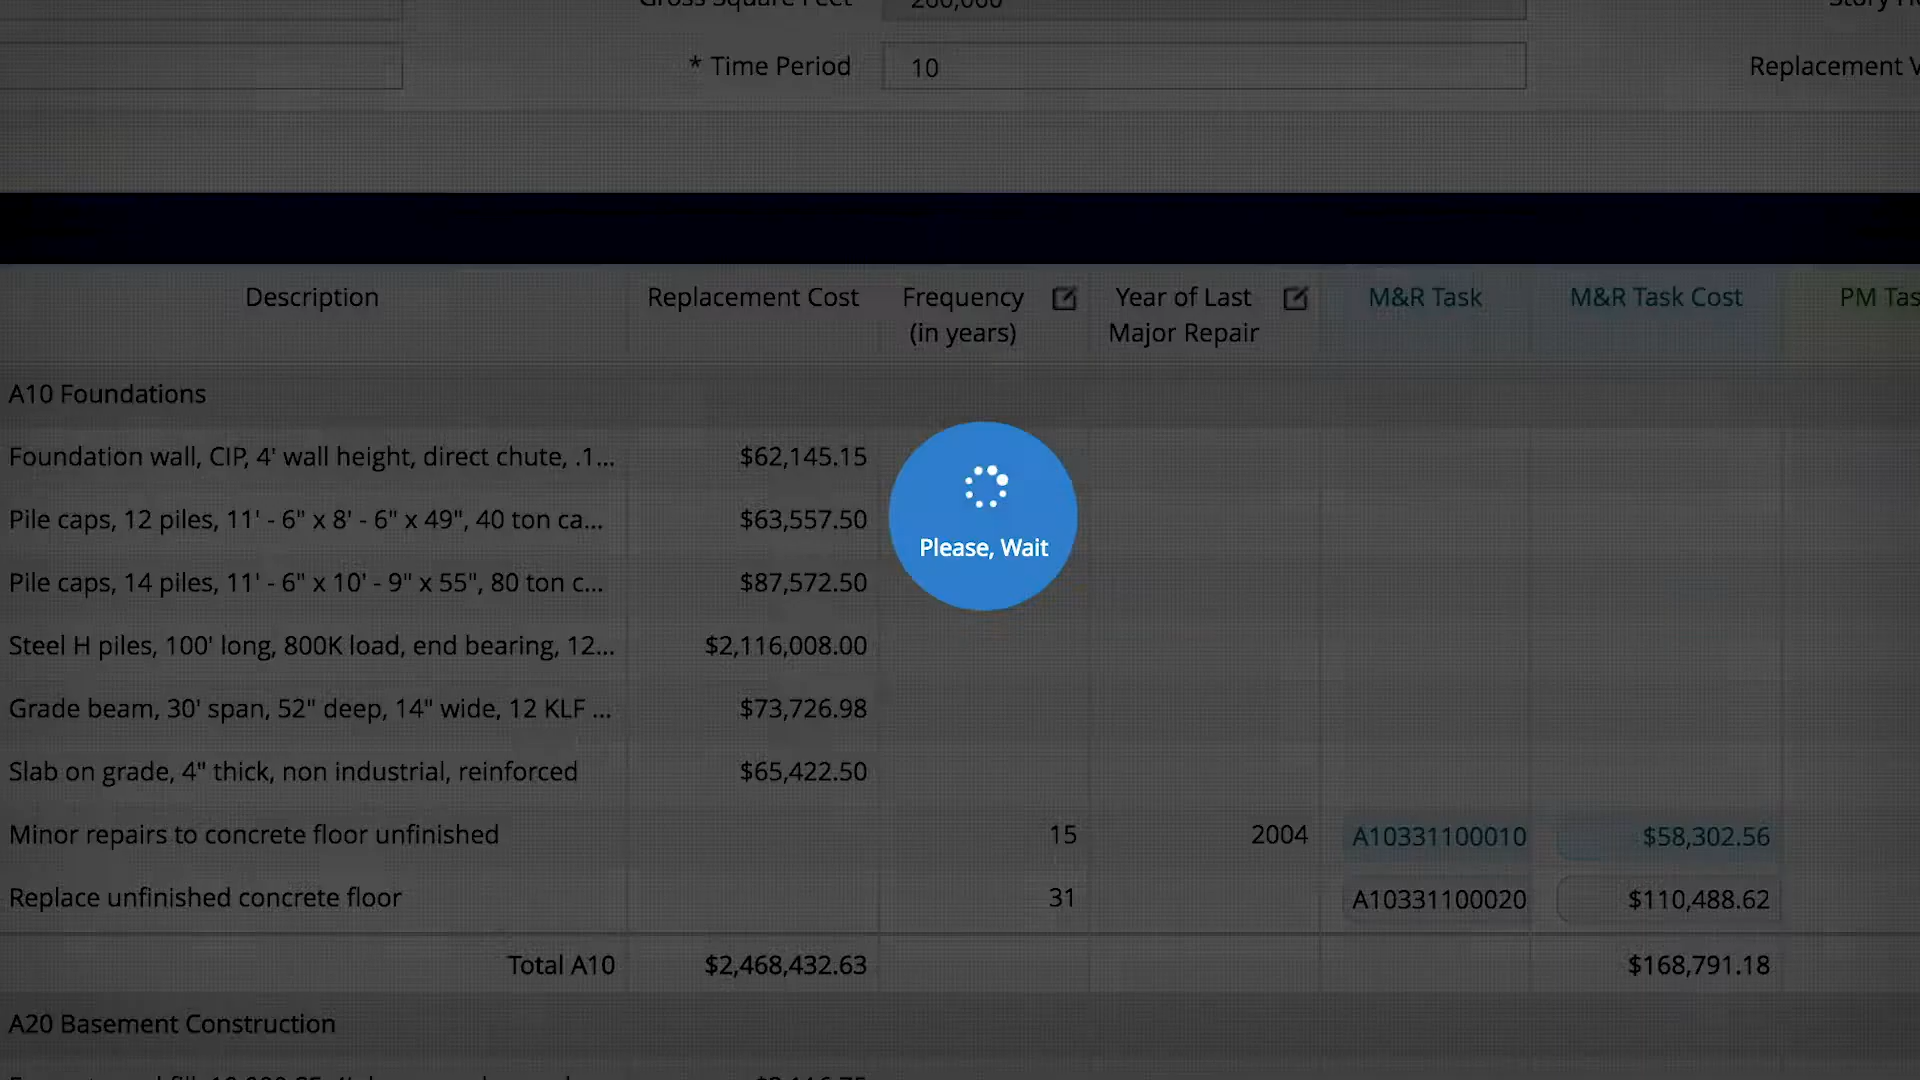 Gross Square Feet 260,000
* Time Period 10 Replacement
Description Replacement Cost Frequency (in years) Year of Last Major Repair M&R Task M&R Task Cost PM
A10 Foundations
Foundation wall, CIP, 4' wall height, direct chute, .1... $62,145.15
Pile caps, 12 piles, 11' - 6" x 8' - 6" x 49", 40 ton ca... $63,557.50
Pile caps, 14 piles, 11' - 6" x 10' - 9" x 55", 80 ton c... $87,572.50
Please, Wait
Steel H piles, 100' long, 800K load, end bearing, 12... $2,116,008.00
Grade beam, 30' span, 52" deep, 14" wide, 12 KLF ... $73,726.98
Slab on grade, 4" thick, non industrial, reinforced $65,422.50
Minor repairs to concrete floor unfinished 15 2004 A10331100010 $58,302.56
Replace unfinished concrete floor 31 A10331100020 $110,488.62
Total A10 $2,468,432.63 $168,791.18
A20 Basement Construction